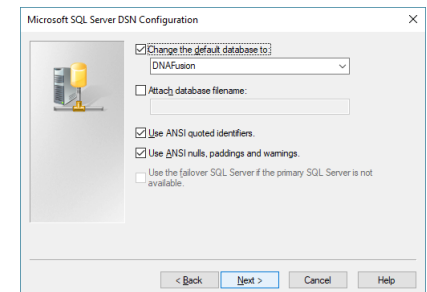 Microsoft SQL Server DSN Configuration
Change the default database to:
DNAFusion
Attach database filename:
Use ANSI quoted identifiers.
Use ANSI nulls, paddings and warnings.
Use the failover SQL Server if the primary SQL Server is not
available.
< Back Next > Cancel Help